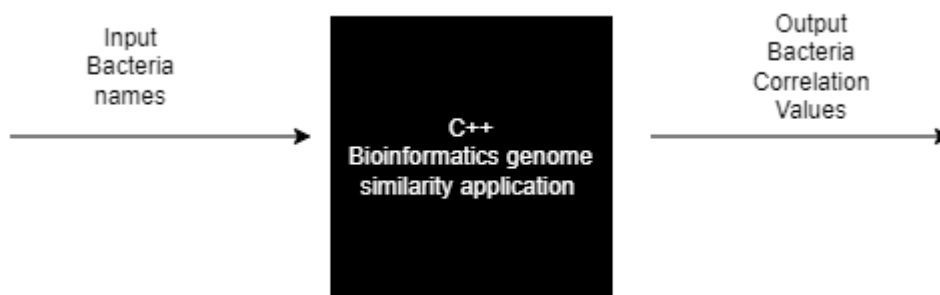 Input
Bacteria
names
C++
Bioinformatics genome
similarity application
Output
Bacteria
Correlation
Values